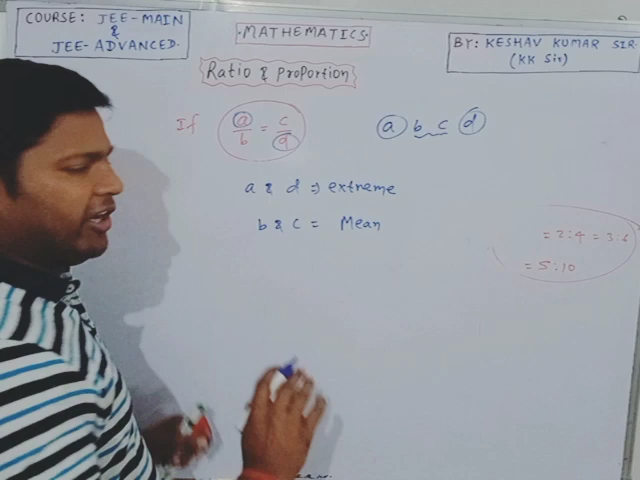 COURSE: JEE-MAIN
&
JEE-ADVANCED.
MATHEMATICS
BY: KESHAV KUMAR SIR.
(KK Sir)
Ratio & Proportion
If a/b = c/d
a b c d
a & d => extreme
b & c = Mean
= 2:4 = 3:6
= 5:10